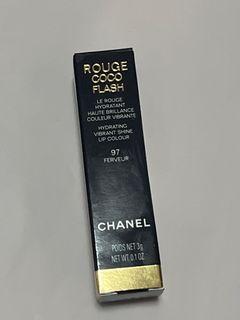 ROUGE
COCO
FLASH
LE ROUGE
HYDRATANT
HAUTE BRILLANCE
COULEUR VIBRANTE
HYDRATING
VIBRANT SHINE
LIP COLOUR
97
FERVEUR
CHANEL
POIDS NET 3g
NET WT. 0.1 OZ.